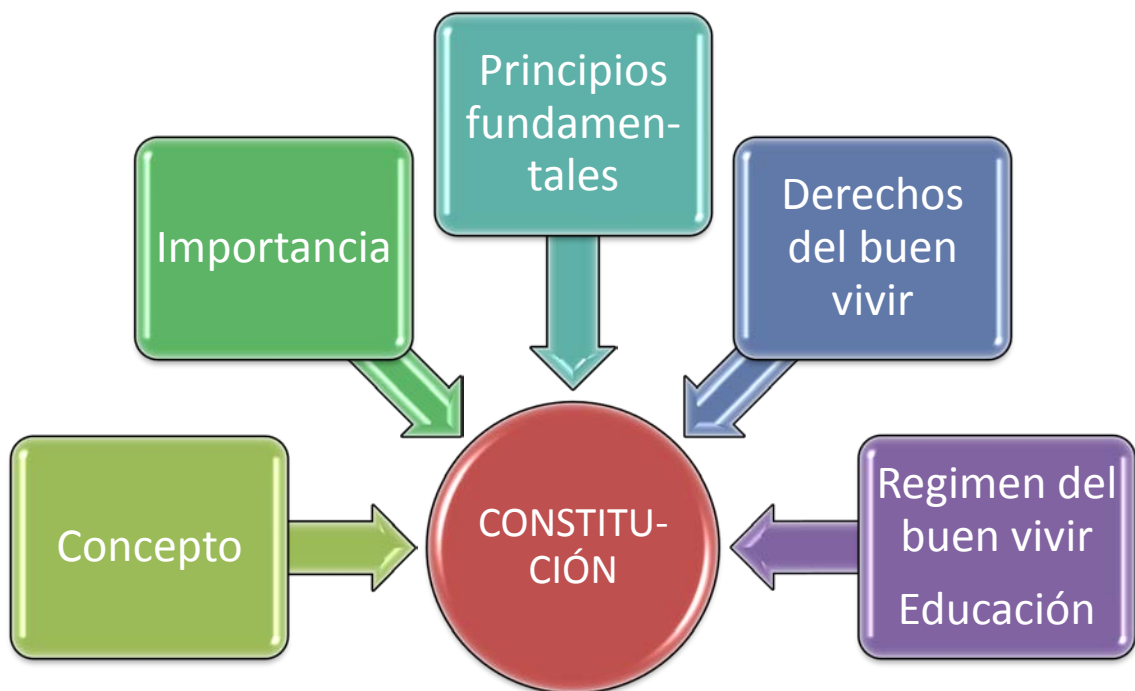 Principios
fundamen-
tales
Importancia
Derechos
del buen
vivir
Concepto
CONSTITU-
CIÓN
Regimen del
buen vivir
Educación